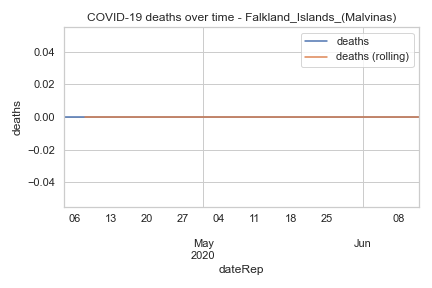 COVID-19 deaths over time - Falkland_Islands_(Malvinas)
deaths
deaths (rolling)
0.04
0.02
0.00
−0.02
−0.04
deaths
06 13 20 27 04 11 18 25 08
May Jun
2020
dateRep